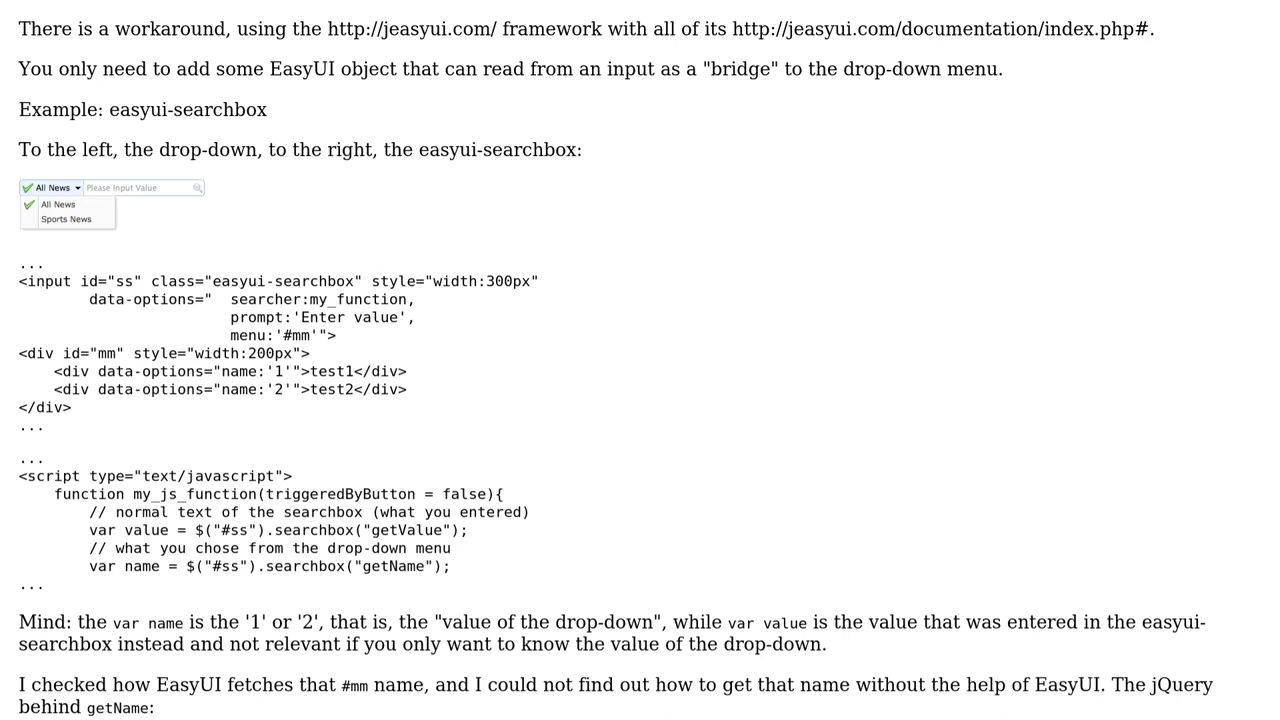 There is a workaround, using the http://jeasyui.com/ framework with all of its http://jeasyui.com/documentation/index.php#.
You only need to add some EasyUI object that can read from an input as a "bridge" to the drop-down menu.
Example: easyui-searchbox
To the left, the drop-down, to the right, the easyui-searchbox:
All News Please Input Value
All News
Sports News
...
<input id="ss" class="easyui-searchbox" style="width:300px"
        data-options="  searcher:my_function,
                        prompt:'Enter value',
                        menu:'#mm'">
<div id="mm" style="width:200px">
    <div data-options="name:'1'">test1</div>
    <div data-options="name:'2'">test2</div>
</div>
...
...
<script type="text/javascript">
    function my_js_function(triggeredByButton = false){
        // normal text of the searchbox (what you entered)
        var value = $("#ss").searchbox("getValue");
        // what you chose from the drop-down menu
        var name = $("#ss").searchbox("getName");
...
Mind: the var name is the '1' or '2', that is, the "value of the drop-down", while var value is the value that was entered in the easyui-
searchbox instead and not relevant if you only want to know the value of the drop-down.
I checked how EasyUI fetches that #mm name, and I could not find out how to get that name without the help of EasyUI. The jQuery
behind getName: